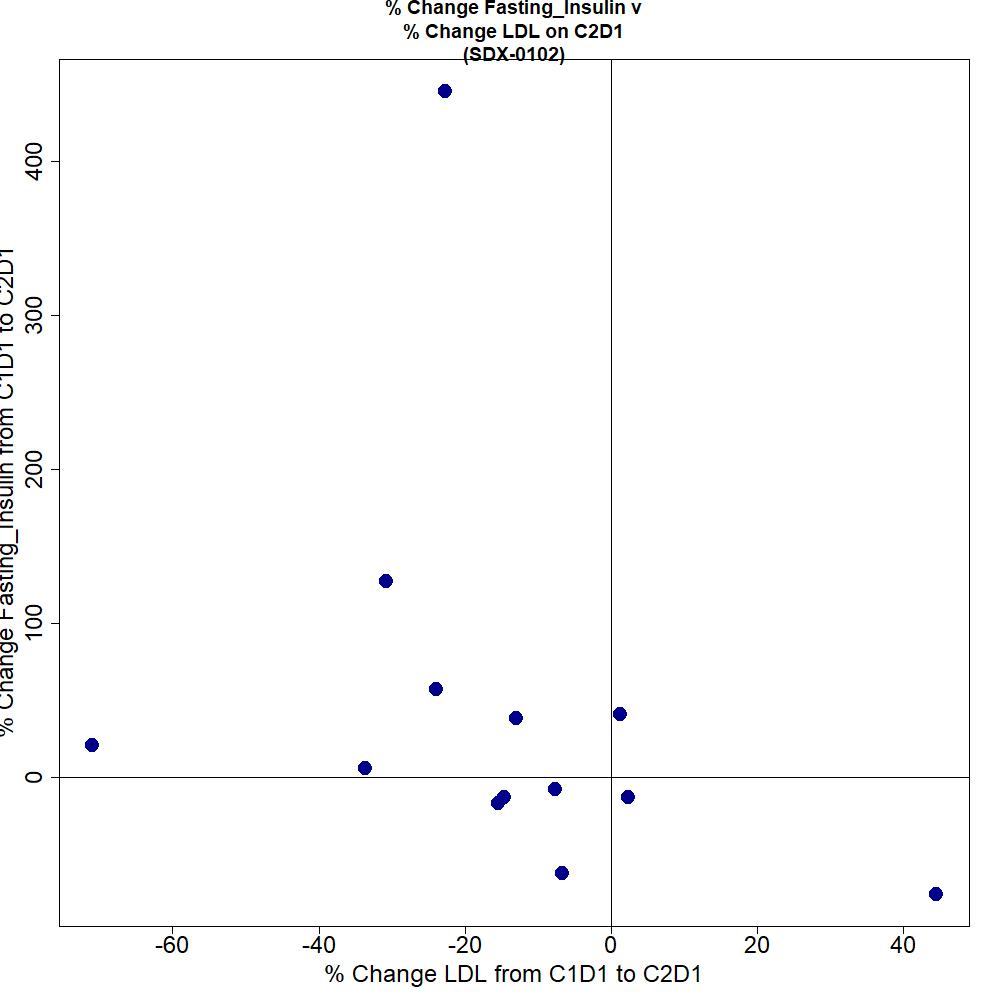 % Change Fasting_Insulin v
% Change LDL on C2D1
(SDX-0102)
% Change Fasting_Insulin from C1D1 to C2D1
400
300
200
100
0
-60
-40
-20
0
20
40
% Change LDL from C1D1 to C2D1